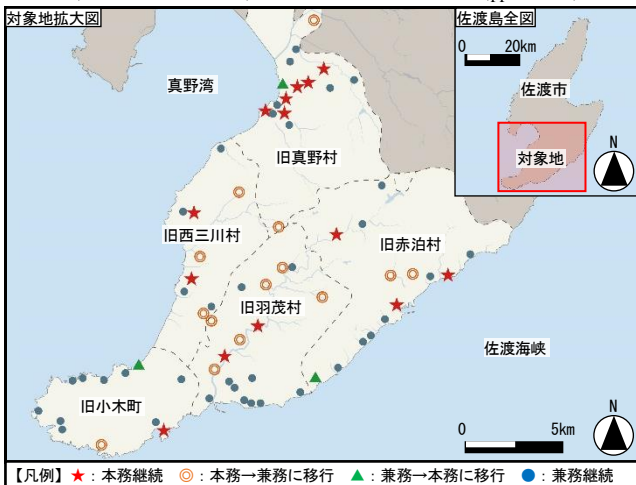 対象地拡大図
佐渡島全図
0 20km
真野湾
佐渡市
N
対象地
旧真野村
旧西三川村
旧赤泊村
旧羽茂村
佐渡海峡
旧小木町
N
0 5km
【凡例】★：本務継続 ◎：本務→兼務に移行 ▲：兼務→本務に移行 ●：兼務継続